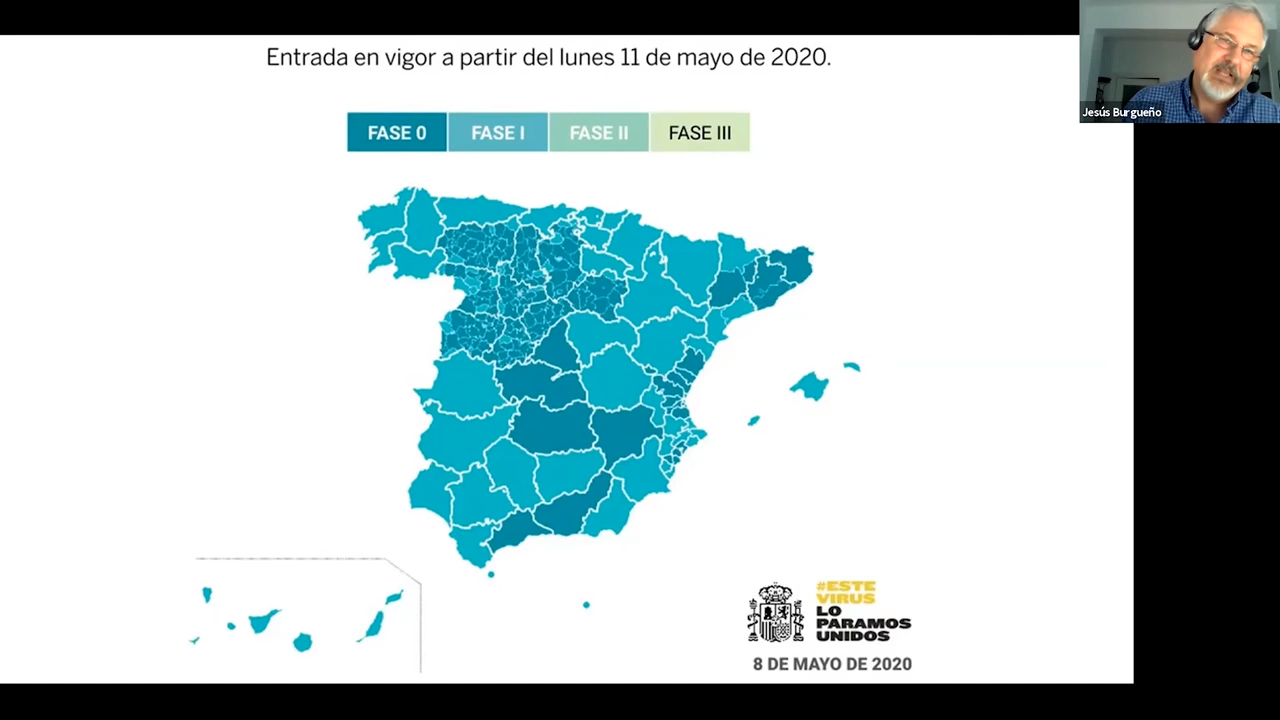 Entrada en vigor a partir del lunes 11 de mayo de 2020.
Jesús Burgueño
FASE 0 FASE I FASE II FASE III
#ESTE
VIRUS
LO
PARAMOS
UNIDOS
8 DE MAYO DE 2020